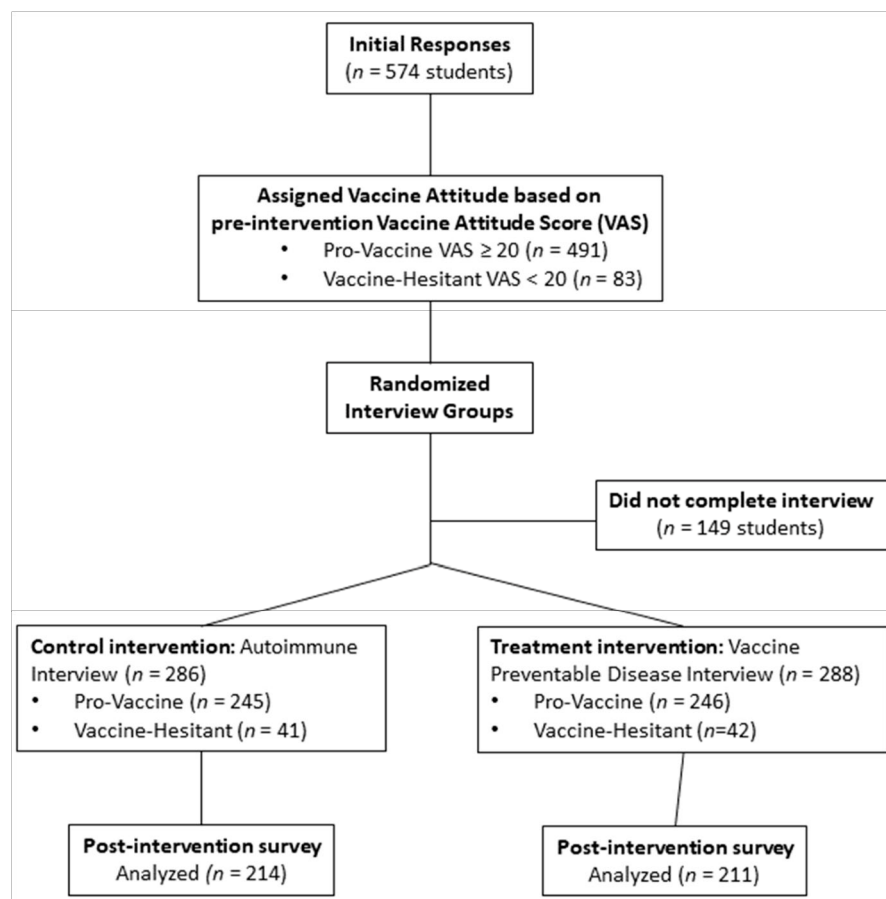 Initial Responses
(n = 574 students)
Assigned Vaccine Attitude based on
pre-intervention Vaccine Attitude Score (VAS)
• Pro-Vaccine VAS ≥ 20 (n = 491)
• Vaccine-Hesitant VAS < 20 (n = 83)
Randomized
Interview Groups
Did not complete interview
(n = 149 students)
Control intervention: Autoimmune
Interview (n = 286)
• Pro-Vaccine (n = 245)
• Vaccine-Hesitant (n = 41)
Treatment intervention: Vaccine
Preventable Disease Interview (n = 288)
• Pro-Vaccine (n = 246)
• Vaccine-Hesitant (n=42)
Post-intervention survey
Analyzed (n = 214)
Post-intervention survey
Analyzed (n = 211)